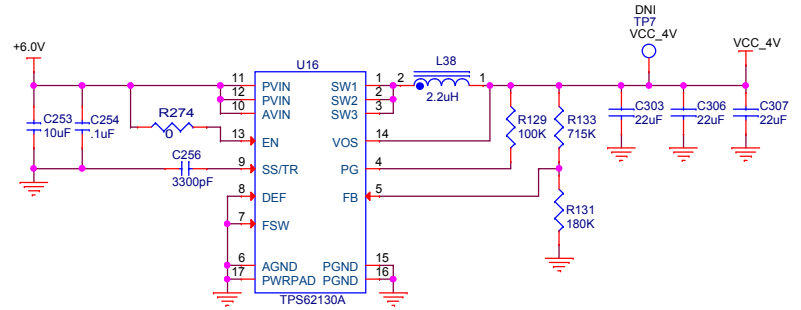 DNI
TP7
VCC_4V
+6.0V
VCC_4V
U16
L38
2.2uH
2
1
11
PVIN
SW1
1
12
PVIN
SW2
2
10
AVIN
SW3
3
C253
10uF
C254
.1uF
R274
0
13
EN
VOS
14
R129
100K
R133
715K
C303
22uF
C306
22uF
C307
22uF
C256
3300pF
9
SS/TR
PG
4
8
DEF
FB
5
7
FSW
R131
180K
6
AGND
PGND
15
17
PWRPAD
PGND
16
TPS62130A